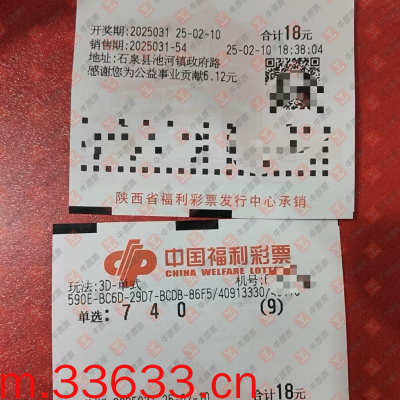 开奖期:2025031 25-02-10 合计18元
销售期:2025031-54 25-02-10 18:38:04
地址:石泉县池河镇政府路
感谢您为公益事业贡献6.12元
陕西省福利彩票发行中心承销
中国福利彩票
CHINA WELFARE LOTT
玩法:3D-单式 机号:
590E-BC6D-29D7-BCDB-86F5/40913330/
单选: 7 4 0 (9)
m.33633.cn
合计18元